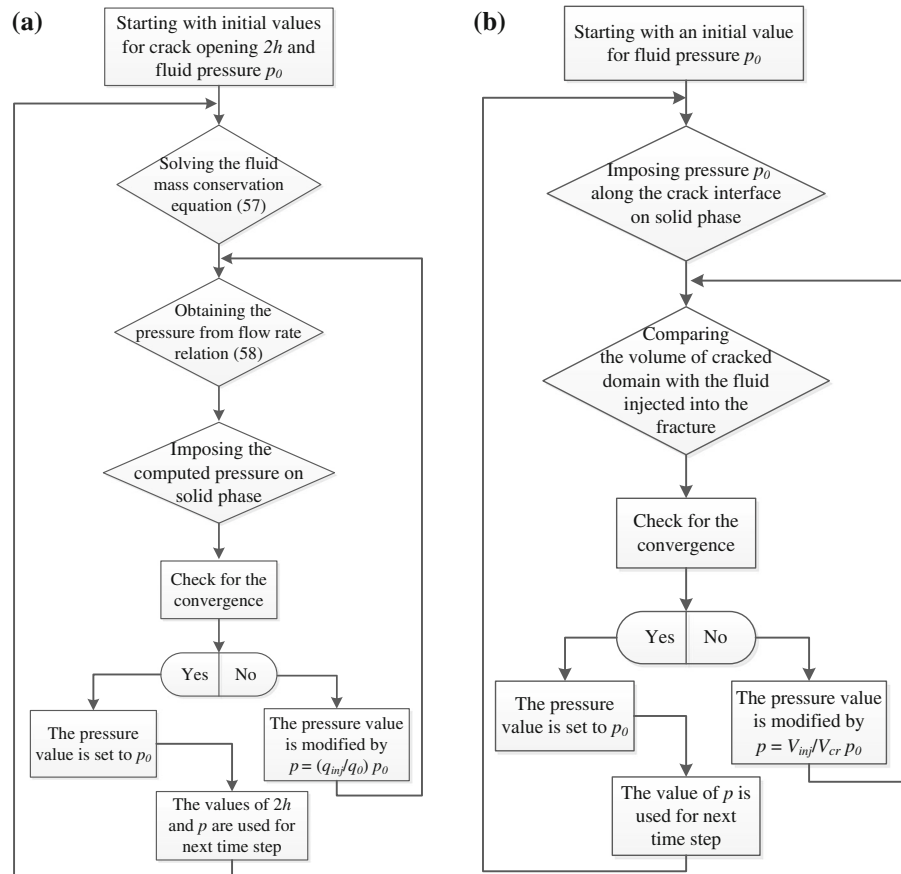 (a)
Starting with initial values
for crack opening 2h and
fluid pressure p0
Solving the fluid
mass conservation
equation (57)
Obtaining the
pressure from flow rate
relation (58)
Imposing the
computed pressure on
solid phase
Check for the
convergence
Yes
No
The pressure
value is set to p0
The pressure value
is modified by
p = (qinj/q0) p0
The values of 2h
and p are used for
next time step
(b)
Starting with an initial value
for fluid pressure p0
Imposing pressure p0
along the crack interface
on solid phase
Comparing
the volume of cracked
domain with the fluid
injected into the
fracture
Check for the
convergence
Yes
No
The pressure
value is set to p0
The pressure value
is modified by
p = Vinj/Vcr p0
The value of p is
used for next
time step